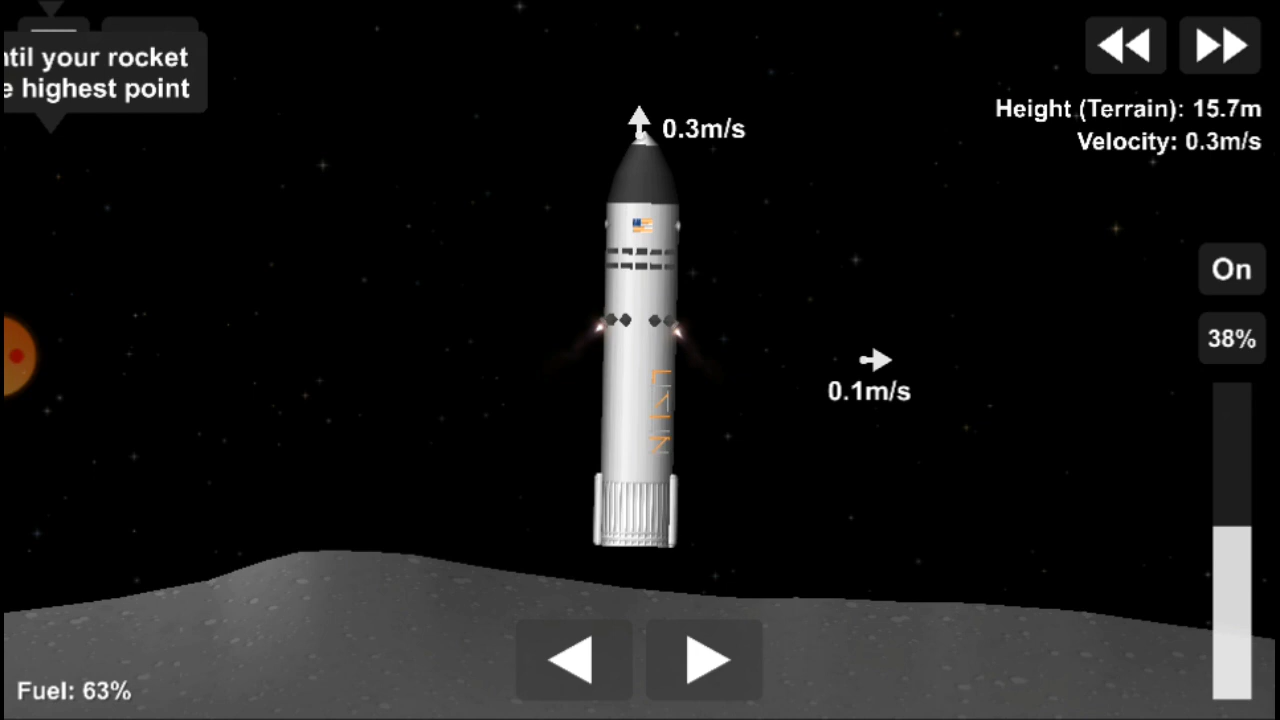 ntil your rocket
e highest point
0.3m/s
Height (Terrain): 15.7m
Velocity: 0.3m/s
On
38%
0.1m/s
Fuel: 63%